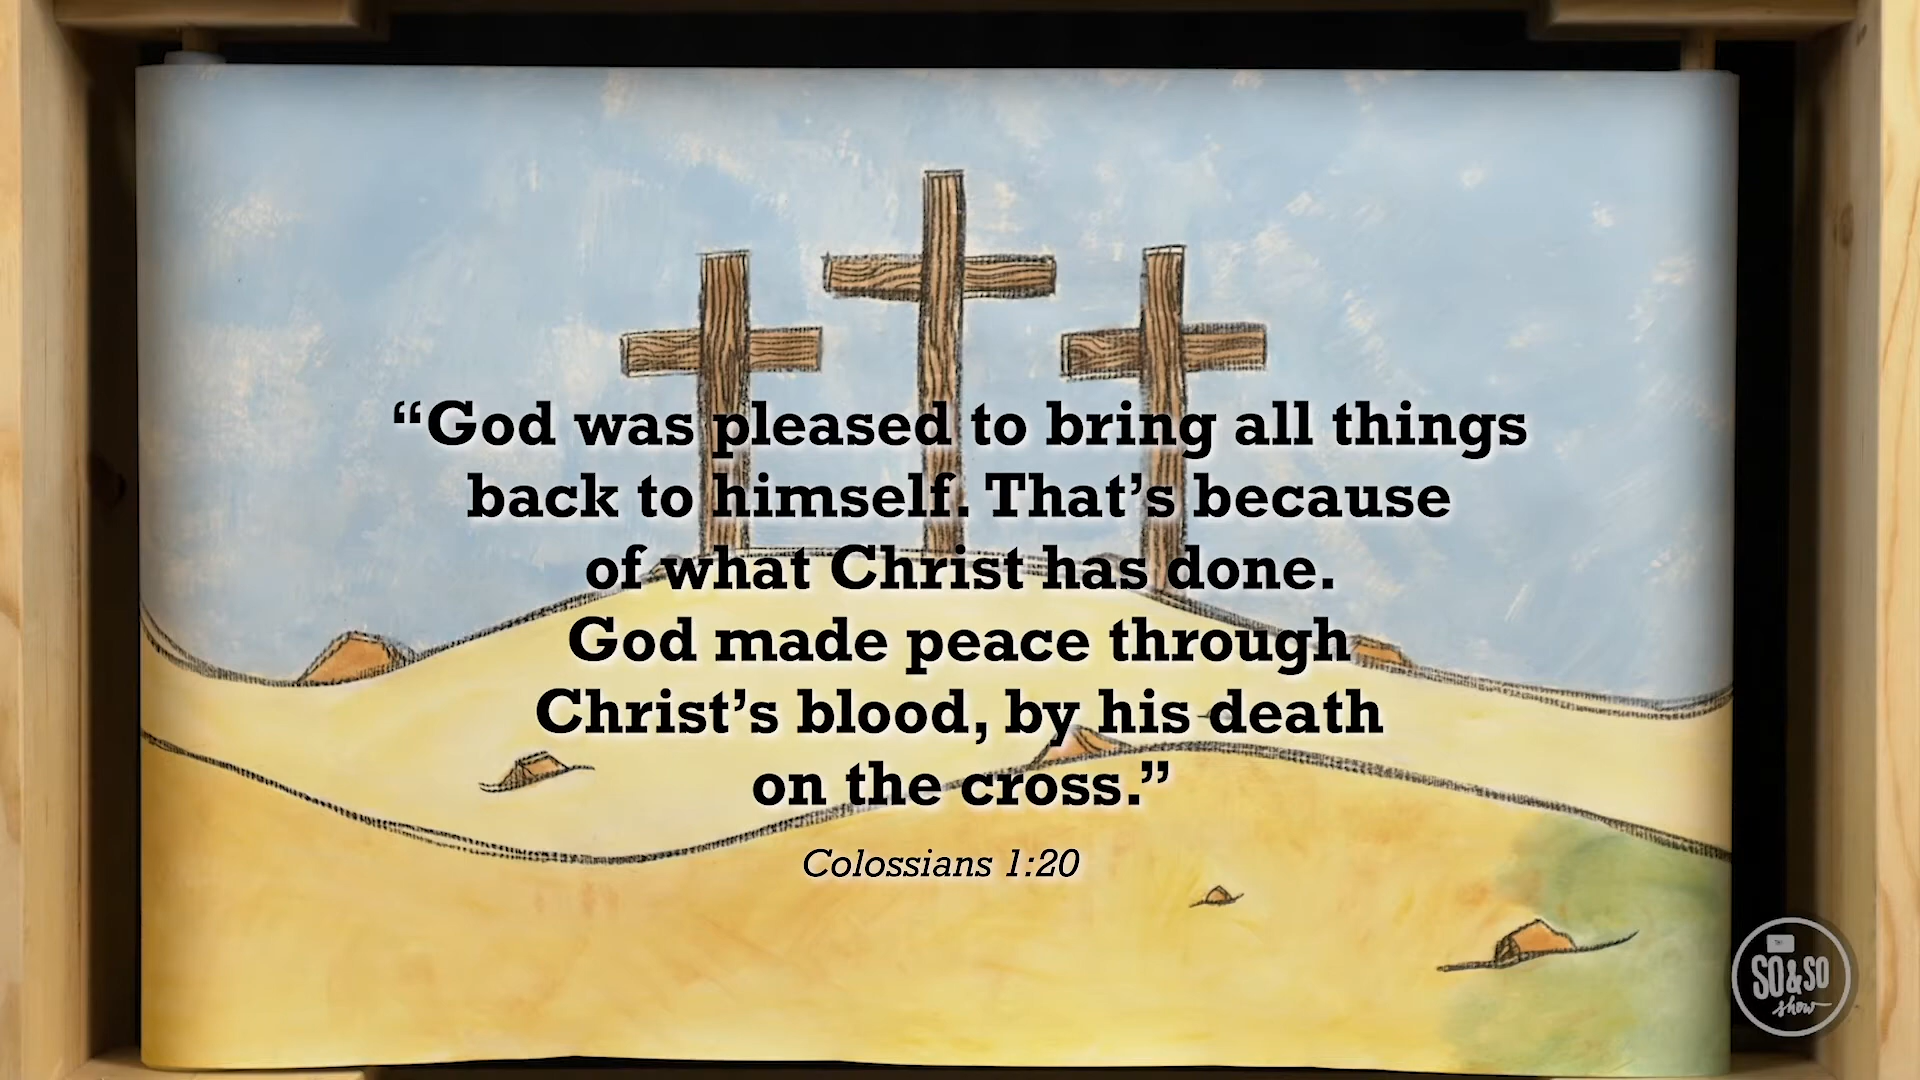 “God was pleased to bring all things
back to himself. That’s because
of what Christ has done.
God made peace through
Christ’s blood, by his death
on the cross.”
Colossians 1:20
SO&SO
show